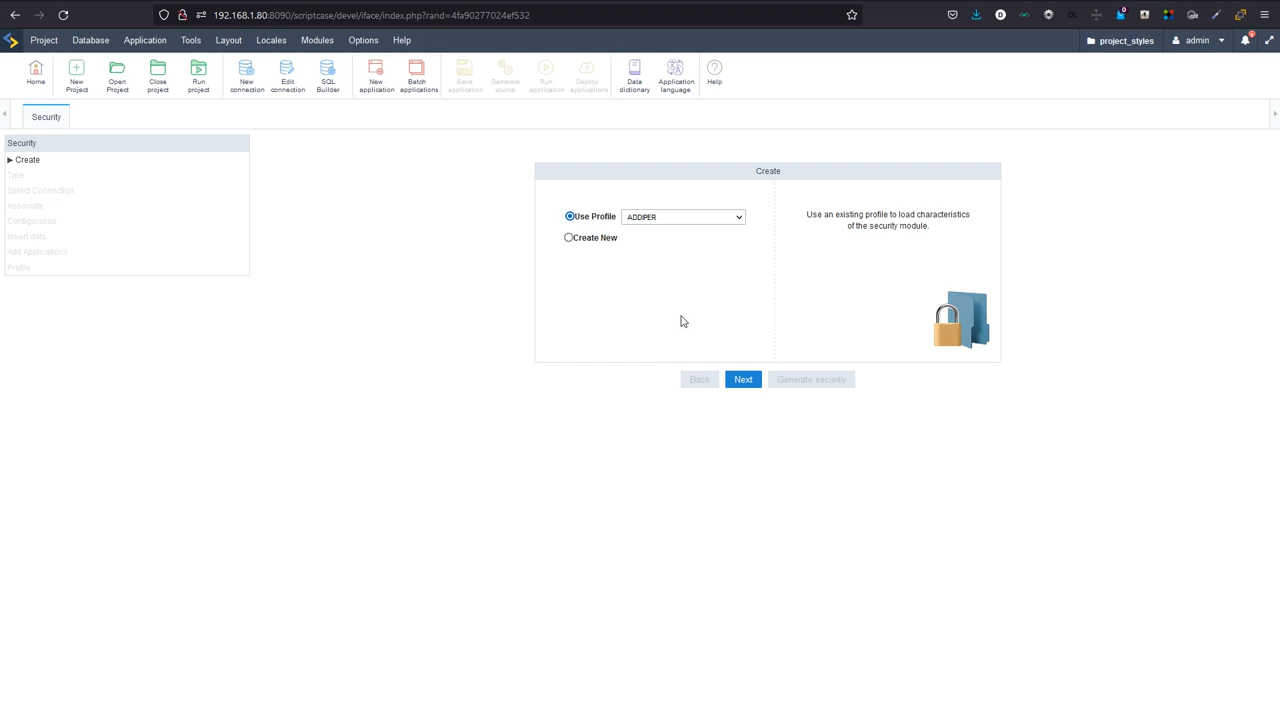 192.168.1.80:8090/scriptcase/devel/iface/index.php?rand=4fa90277024ef532
Project Database Application Tools Layout Locales Modules Options Help project_styles admin
Home
New Project
Open Project
Close project
Run project
New connection
Edit connection
SQL Builder
New application
Batch applications
Save application
Generate source
Run application
Deploy applications
Data dictionary
Application language
Help
Security
Security
Create
Type
Select Connection
Associate
Configuration
Insert data
Add Applications
Profile
Create
Use Profile ADDIPER
Create New
Use an existing profile to load characteristics
of the security module.
Back Next Generate security